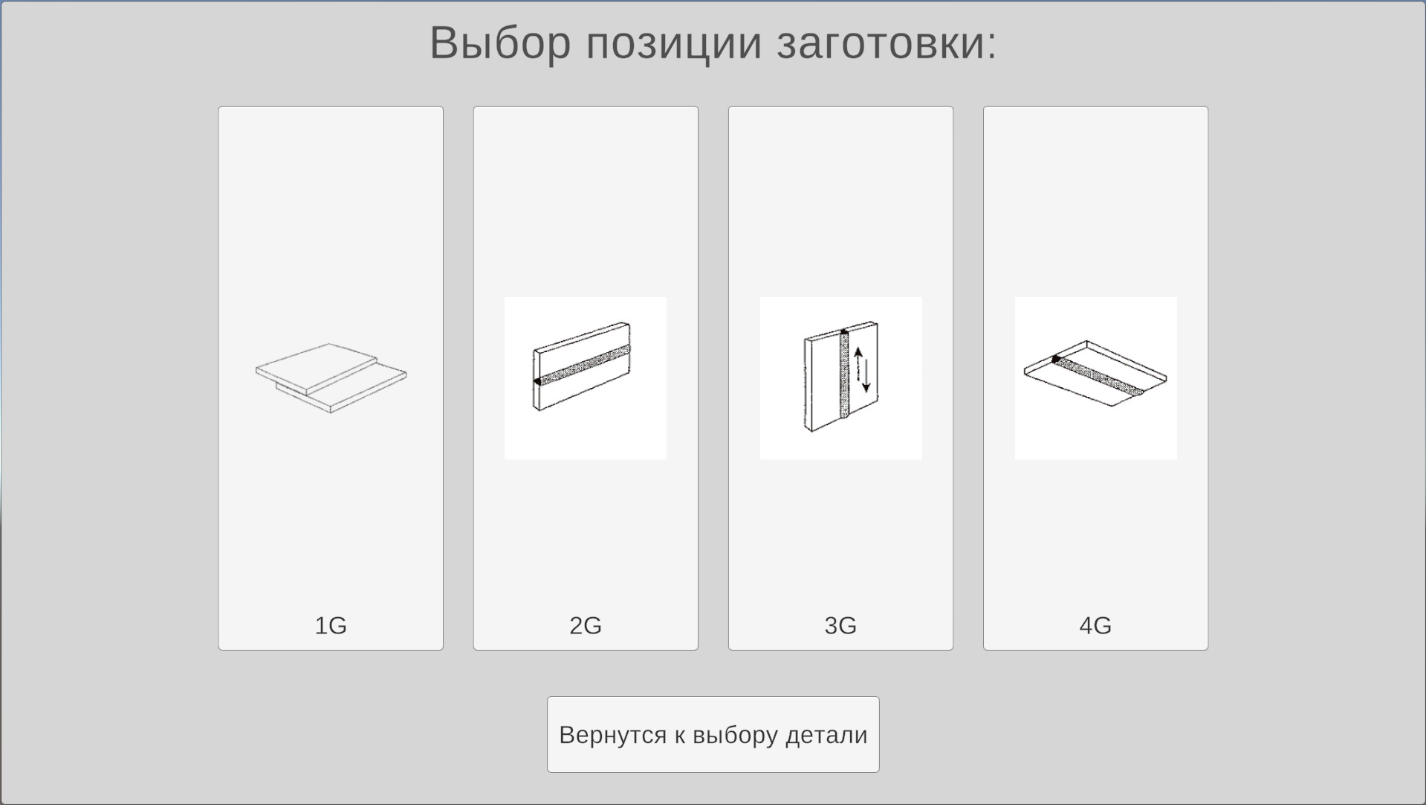 Выбор позиции заготовки:
1G
2G
3G
4G
Вернутся к выбору детали